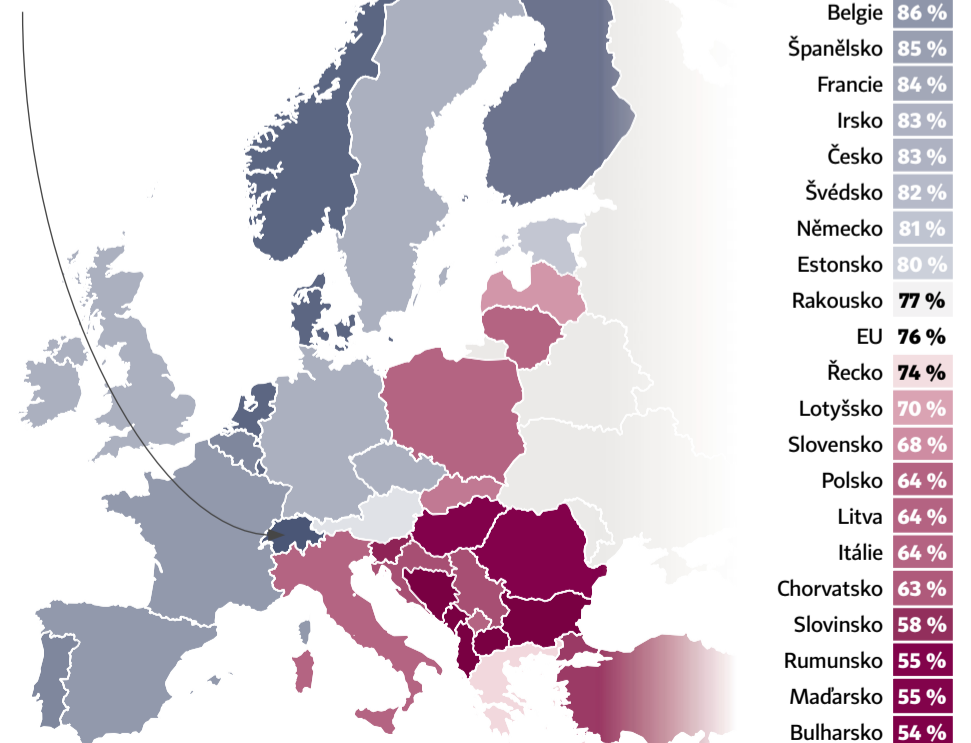 Belgie 86 %
Španělsko 85 %
Francie 84 %
Irsko 83 %
Česko 83 %
Švédsko 82 %
Německo 81 %
Estonsko 80 %
Rakousko 77 %
EU 76 %
Řecko 74 %
Lotyšsko 70 %
Slovensko 68 %
Polsko 64 %
Litva 64 %
Itálie 64 %
Chorvatsko 63 %
Slovinsko 58 %
Rumunsko 55 %
Maďarsko 55 %
Bulharsko 54 %